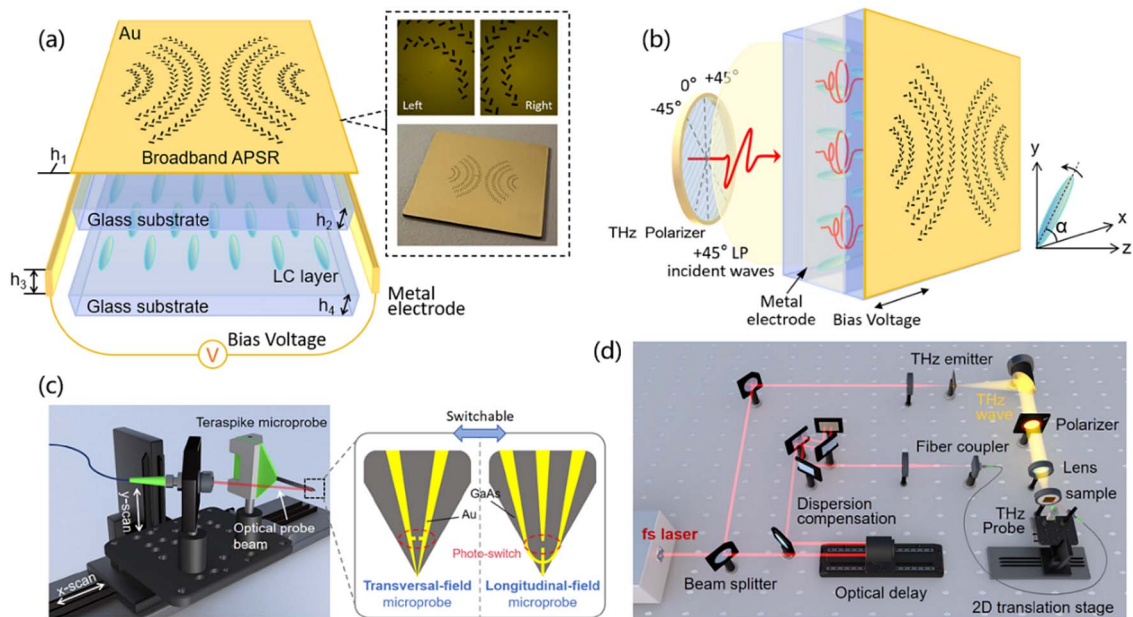 (a)
Au
Broadband APSR
h1
Glass substrate
h2
LC layer
h3
Glass substrate
h4
Metal
electrode
Bias Voltage
V
Left
Right
(b)
-45°
0°
+45°
THz Polarizer
+45° LP
incident waves
Metal
electrode
Bias Voltage
y
α
x
z
(c)
Teraspike microprobe
y-scan
Optical probe
beam
x-scan
Switchable
GaAs
Au
Photo-switch
Transversal-field
microprobe
Longitudinal-field
microprobe
(d)
THz emitter
THz
wave
Polarizer
Fiber coupler
Lens
sample
Dispersion
compensation
THz
Probe
fs laser
Beam splitter
Optical delay
2D translation stage